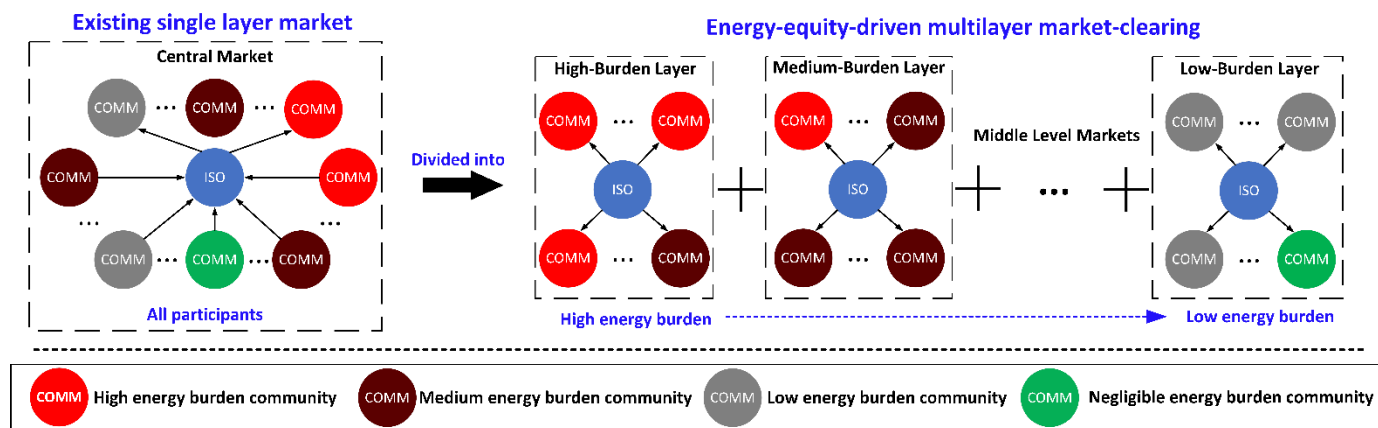 Existing single layer market
Energy-equity-driven multilayer market-clearing
Central Market
COMM ... COMM ... COMM
COMM ISO COMM
... ...
COMM ... COMM ... COMM
All participants
Divided into
High-Burden Layer
COMM ... COMM
ISO
COMM ... COMM
+
Medium-Burden Layer
COMM ... COMM
ISO
COMM ... COMM
Middle Level Markets
+ ... +
Low-Burden Layer
COMM ... COMM
ISO
COMM ... COMM
High energy burden
Low energy burden
COMM High energy burden community
COMM Medium energy burden community
COMM Low energy burden community
COMM Negligible energy burden community